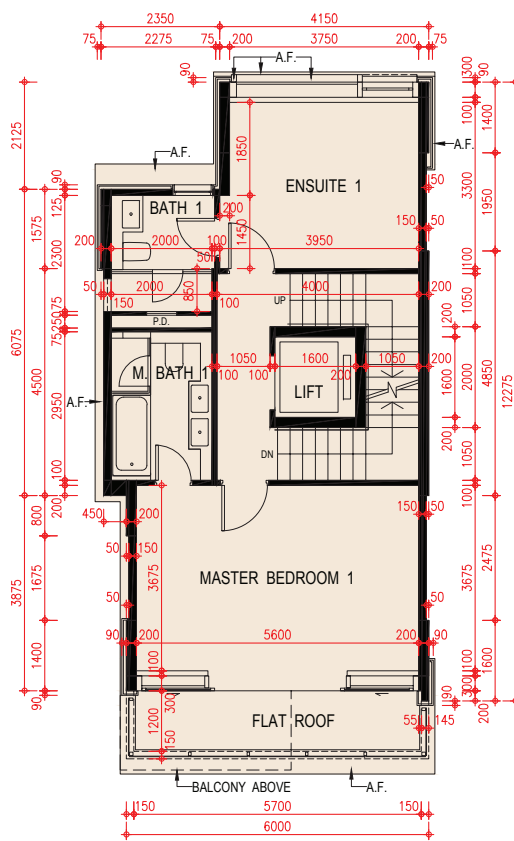 2350 4150
75 2275 75 200 3750 200 75
A.F.
90 300 90
2125 100 1400
A.F. A.F.
1850 3300
ENSUITE 1
90 50
125 BATH 1 1950
1575 200 150 50
200 2000 100 1450 3950
50
2300 100
50 2000 850 100 4000 200
150 UP 1050
75 250 75 P.D. 200
6075 1050 1600 1050 200
100 100 200
M. BATH 1 2000 4850 12275
4500 2950 LIFT 1600
A.F.
200
DN 1050
100 100
800 200 450 200 150 50
50 150
3675 3675 2475
1675 MASTER BEDROOM 1
3875 50 50
90 200 5600 200 90
1400 100 100 1600
90 300 300
1200 FLAT ROOF 55 145 200
150
BALCONY ABOVE A.F.
150 5700 150
6000